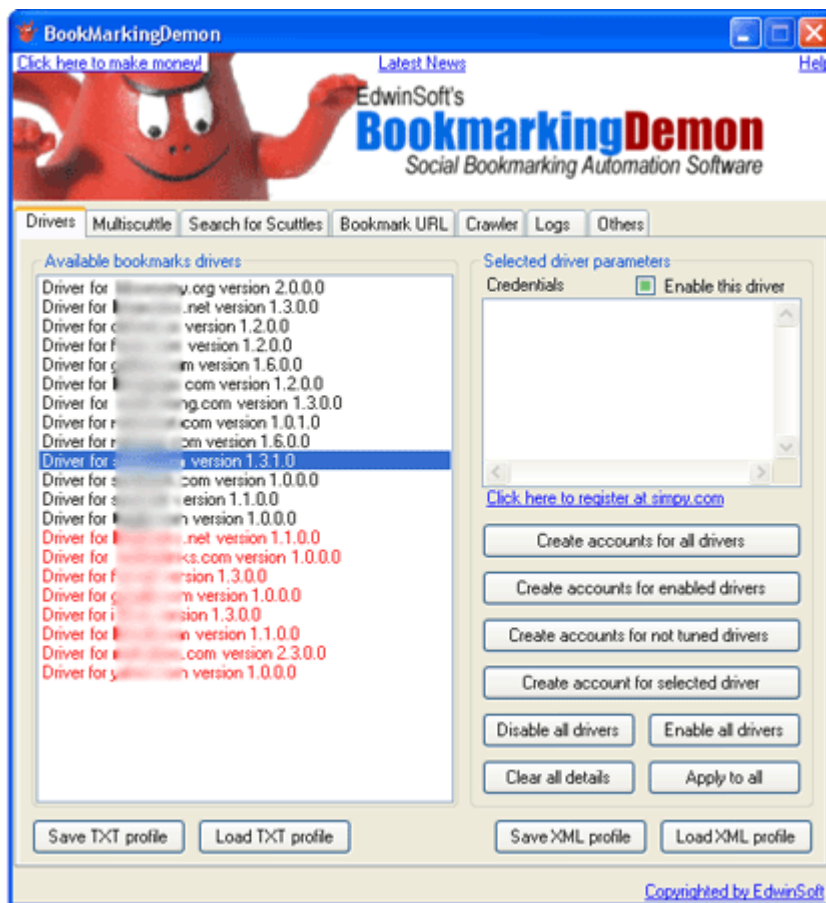 BookMarkingDemon
Click here to make money!
Latest News
Help
EdwinSoft's
BookmarkingDemon
Social Bookmarking Automation Software
Drivers
Multiscuttle
Search for Scuttles
Bookmark URL
Crawler
Logs
Others
Available bookmarks drivers
Driver for .org version 2.0.0.0
Driver for .net version 1.3.0.0
Driver for version 1.2.0.0
Driver for version 1.2.0.0
Driver for version 1.6.0.0
Driver for .com version 1.2.0.0
Driver for .com version 1.3.0.0
Driver for com version 1.0.1.0
Driver for .com version 1.6.0.0
Driver for version 1.3.1.0
Driver for .com version 1.0.0.0
Driver for version 1.1.0.0
Driver for version 1.0.0.0
Driver for .net version 1.1.0.0
Driver for .com version 1.0.0.0
Driver for version 1.3.0.0
Driver for version 1.0.0.0
Driver for version 1.3.0.0
Driver for version 1.1.0.0
Driver for .com version 2.3.0.0
Driver for version 1.0.0.0
Selected driver parameters
Credentials
Enable this driver
Click here to register at simpy.com
Create accounts for all drivers
Create accounts for enabled drivers
Create accounts for not tuned drivers
Create account for selected driver
Disable all drivers
Enable all drivers
Clear all details
Apply to all
Save TXT profile
Load TXT profile
Save XML profile
Load XML profile
Copyrighted by EdwinSoft